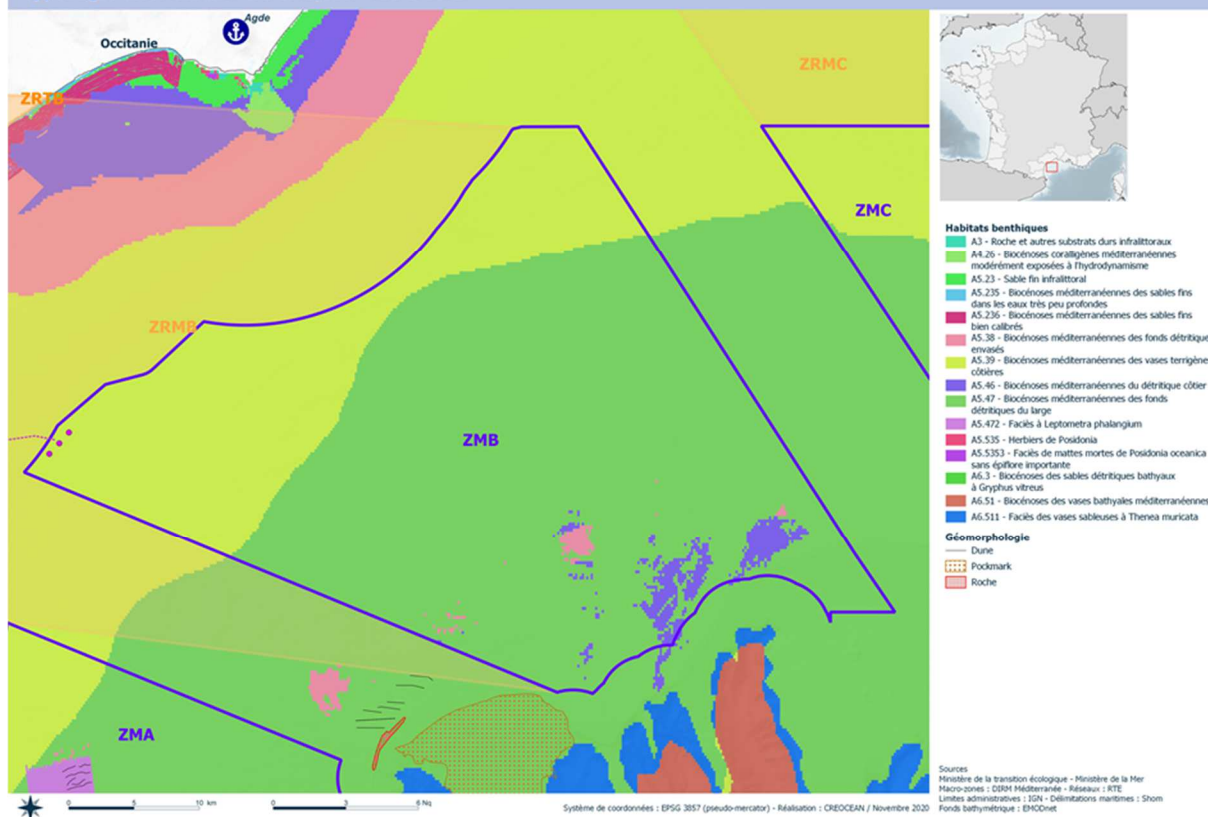 Agde
Occitanie
ZRTB
ZRMC
ZMC
ZRMB
ZMB
ZMA
Habitats benthiques
A3 - Roche et autres substrats durs infralittoraux
A4.26 - Biocénoses coralligènes méditerranéennes
modérément exposées à l'hydrodynamisme
A5.23 - Sable fin infralittoral
A5.235 - Biocénoses méditerranéennes des sables fins
dans les eaux très peu profondes
A5.236 - Biocénoses méditerranéennes des sables fins
bien calibrés
A5.38 - Biocénoses méditerranéennes des fonds détritique
envasés
A5.39 - Biocénoses méditerranéennes des vases terrigène
côtières
A5.46 - Biocénoses méditerranéennes du détritique côtier
A5.47 - Biocénoses méditerranéennes des fonds
détritiques du large
A5.472 - Faciès à Leptometra phalangium
A5.535 - Herbiers de Posidonia
A5.5353 - Faciès de mattes mortes de Posidonia oceanica
sans épiflore importante
A6.3 - Biocénoses des sables détritiques bathyaux
à Gryphus vitreus
A6.51 - Biocénoses des vases bathyales méditerranéennes
A6.511 - Faciès des vases sableuses à Thenea muricata
Géomorphologie
Dune
Pockmark
Roche
Sources
Ministère de la transition écologique - Ministère de la Mer
Macro-zones : DIRM Méditerranée - Réseaux : RTE
Limites administratives : IGN - Délimitations maritimes : Shom
Fonds bathymétrique : EMODnet
0 5 10 km
0 3 6 Nq
Système de coordonnées : EPSG 3857 (pseudo-mercator) - Réalisation : CREOCEAN / Novembre 2020